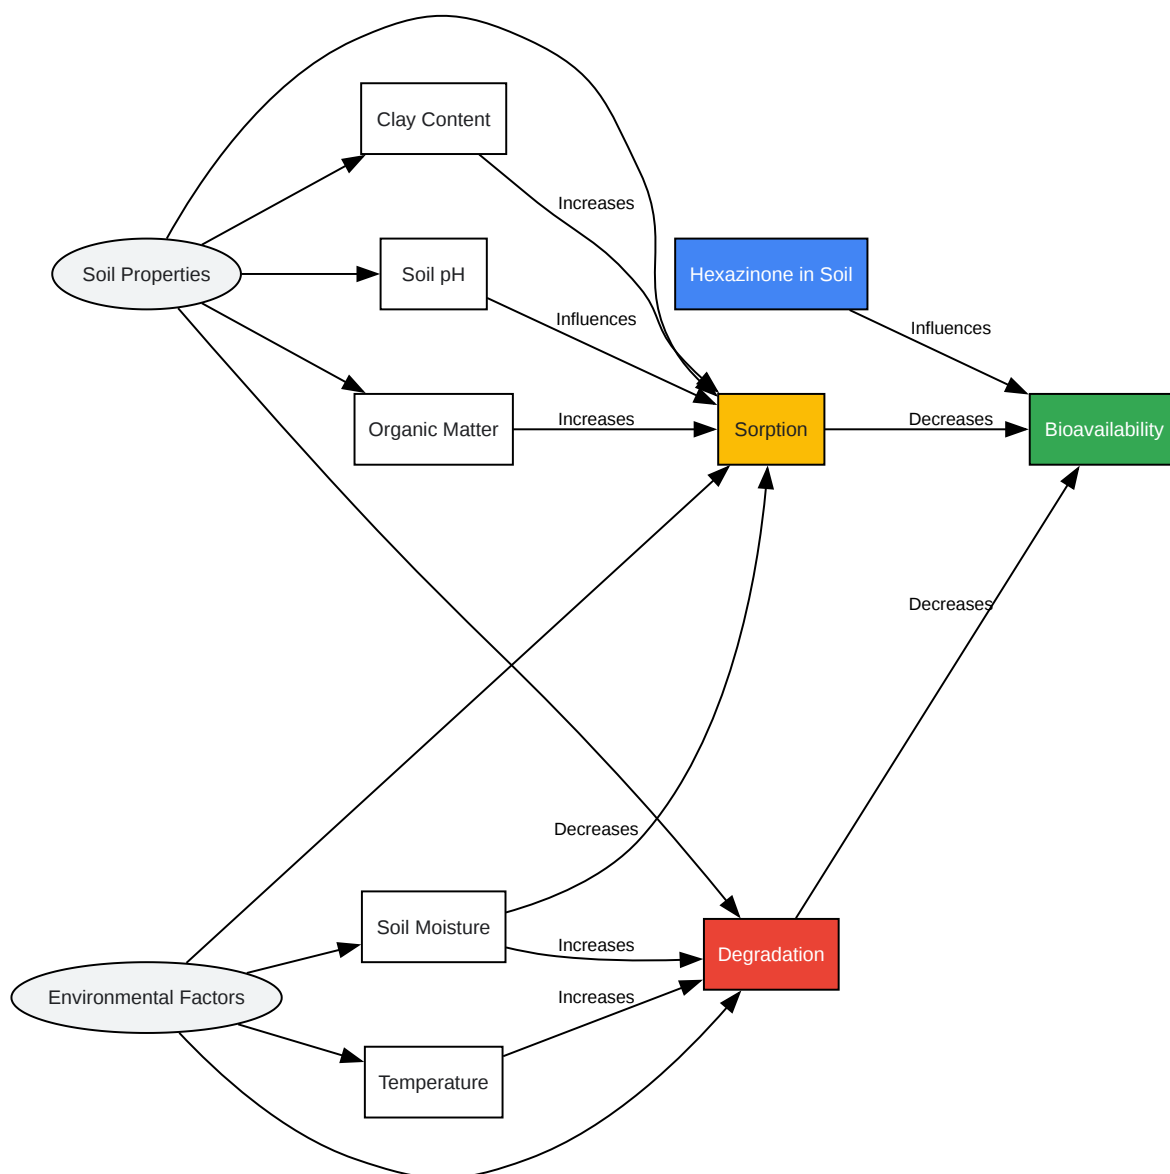 Clay Content
Increases
Soil Properties
Soil pH
Hexazinone in Soil
Influences
Influences
Organic Matter
Increases
Sorption
Decreases
Bioavailability
Decreases
Decreases
Soil Moisture
Increases
Degradation
Environmental Factors
Increases
Temperature